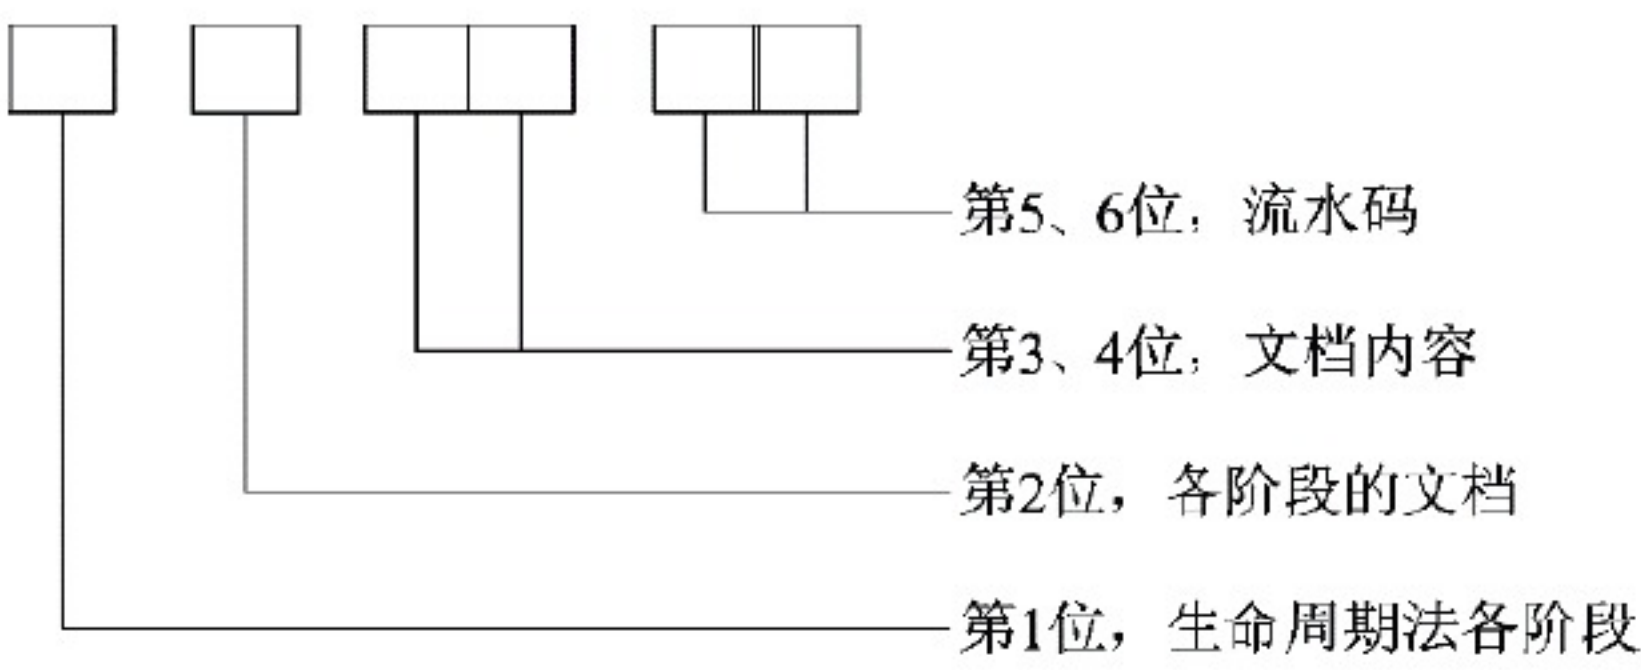 第5、6位，流水码
第3、4位，文档内容
第2位，各阶段的文档
第1位，生命周期法各阶段